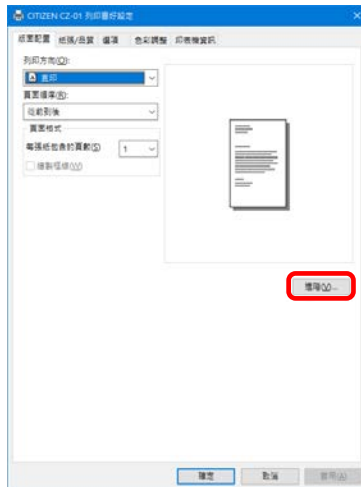 CITIZEN CZ-01 列印喜好設定
紙面配置 紙張/品質 選項 色彩調整 印表機資訊
列印方向(O):
直印
頁面順序(R):
從前到後
頁面格式
每張紙包含的頁數(S) 1
繪製框線(W)
進階(V)...
確定 取消 套用(A)